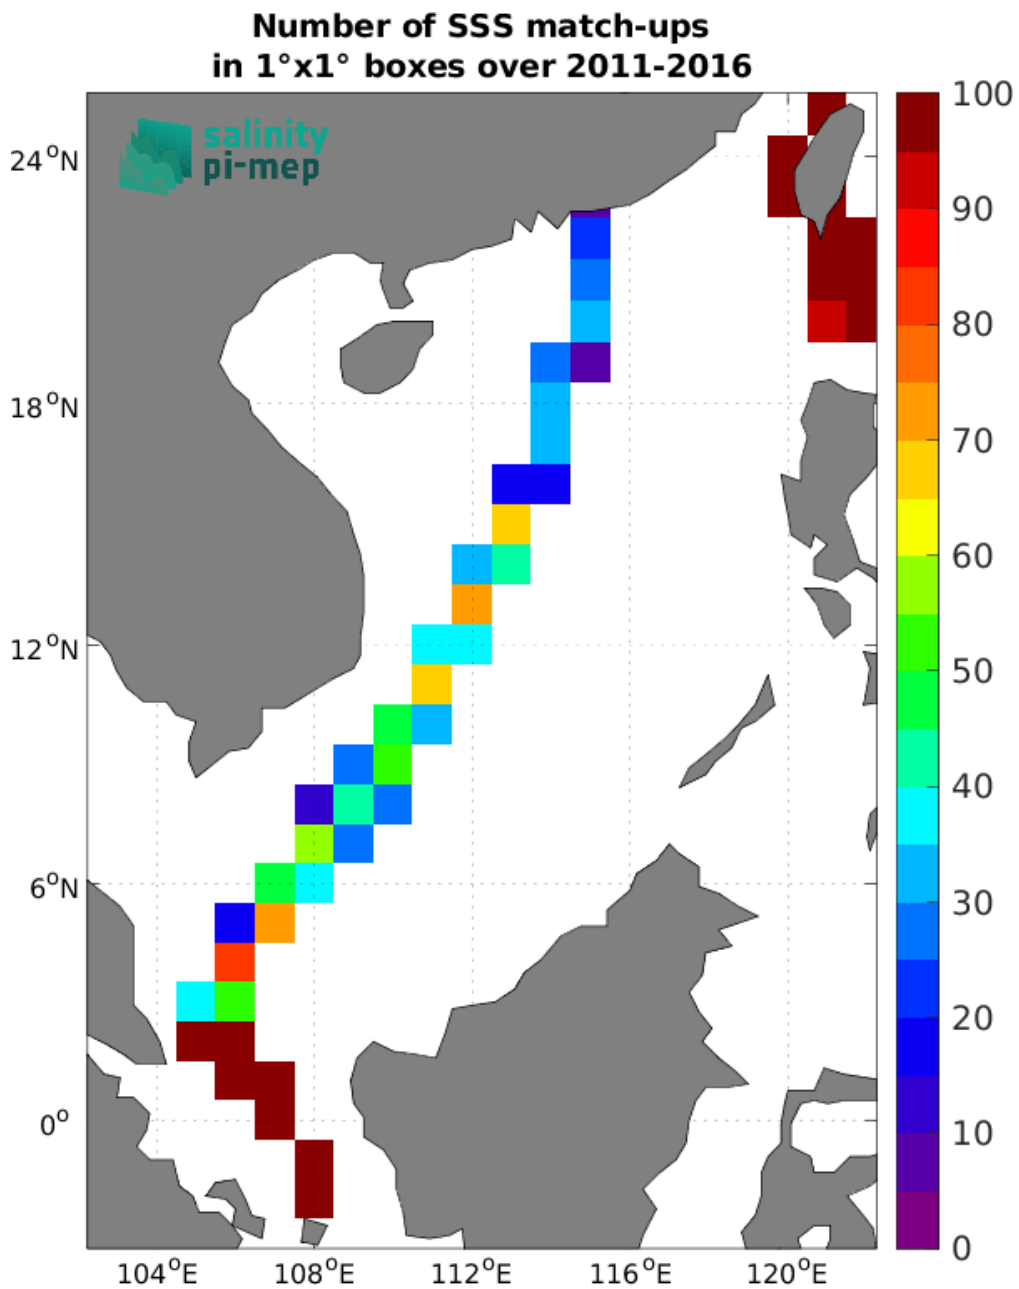 Number of SSS match-ups
in 1°x1° boxes over 2011-2016
salinity
pi-mep
24°N
18°N
12°N
6°N
0°
104°E 108°E 112°E 116°E 120°E
100
90
80
70
60
50
40
30
20
10
0